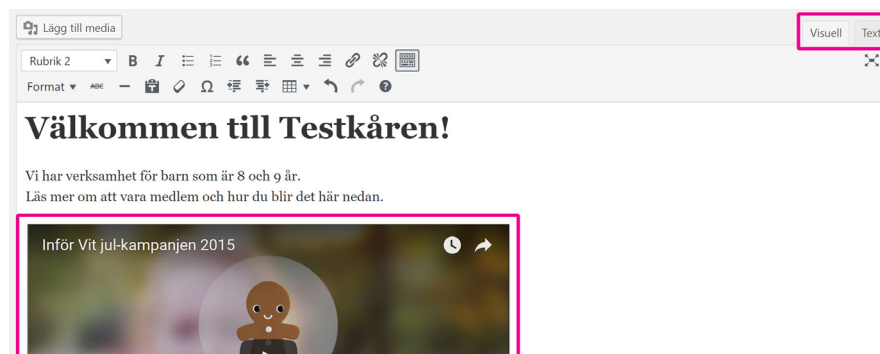 Lägg till media
Visuell
Text
Rubrik 2
B
I
Format
ABC
Välkommen till Testkåren!
Vi har verksamhet för barn som är 8 och 9 år.
Läs mer om att vara medlem och hur du blir det här nedan.
Inför Vit jul-kampanjen 2015